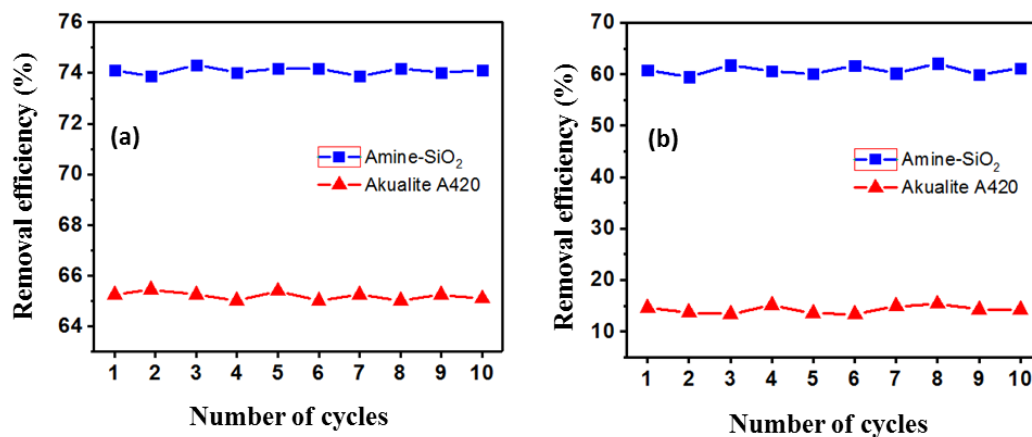 Removal efficiency (%)
76
74
72
70
68
66
64
(a)
Amine-SiO₂
Akualite A420
1 2 3 4 5 6 7 8 9 10
Number of cycles
Removal efficiency (%)
70
60
50
40
30
20
10
(b)
Amine-SiO₂
Akualite A420
1 2 3 4 5 6 7 8 9 10
Number of cycles